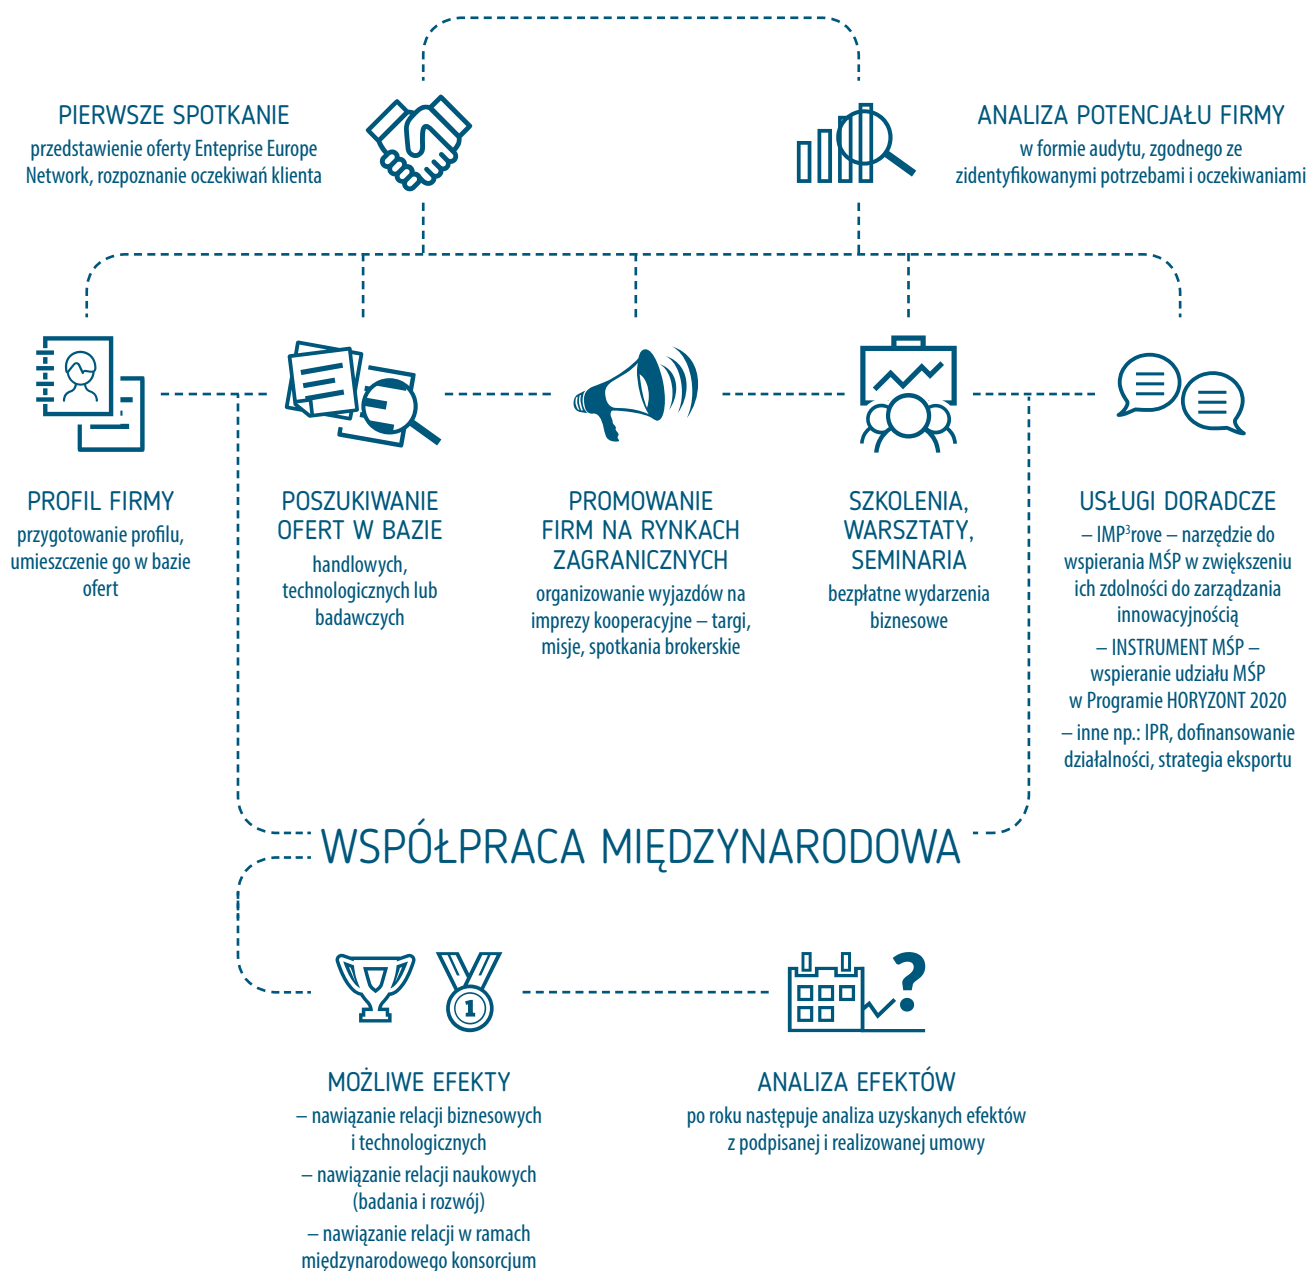 PIERWSZE SPOTKANIE
przedstawienie oferty Enteprise Europe
Network, rozpoznanie oczekiwań klienta
ANALIZA POTENCJAŁU FIRMY
w formie audytu, zgodnego ze
zidentyfikowanymi potrzebami i oczekiwaniami
PROFIL FIRMY
przygotowanie profilu,
umieszczenie go w bazie
ofert
POSZUKIWANIE
OFERT W BAZIE
handlowych,
technologicznych lub
badawczych
PROMOWANIE
FIRM NA RYNKACH
ZAGRANICZNYCH
organizowanie wyjazdów na
imprezy kooperacyjne – targi,
misje, spotkania brokerskie
SZKOLENIA,
WARSZTATY,
SEMINARIA
bezpłatne wydarzenia
biznesowe
USŁUGI DORADCZE
– IMP³rove – narzędzie do
wspierania MŚP w zwiększeniu
ich zdolności do zarządzania
innowacyjnością
– INSTRUMENT MŚP –
wspieranie udziału MŚP
w Programie HORYZONT 2020
– inne np.: IPR, dofinansowanie
działalności, strategia eksportu
WSPÓŁPRACA MIĘDZYNARODOWA
1
?
MOŻLIWE EFEKTY
– nawiązanie relacji biznesowych
i technologicznych
– nawiązanie relacji naukowych
(badania i rozwój)
– nawiązanie relacji w ramach
międzynarodowego konsorcjum
ANALIZA EFEKTÓW
po roku następuje analiza uzyskanych efektów
z podpisanej i realizowanej umowy